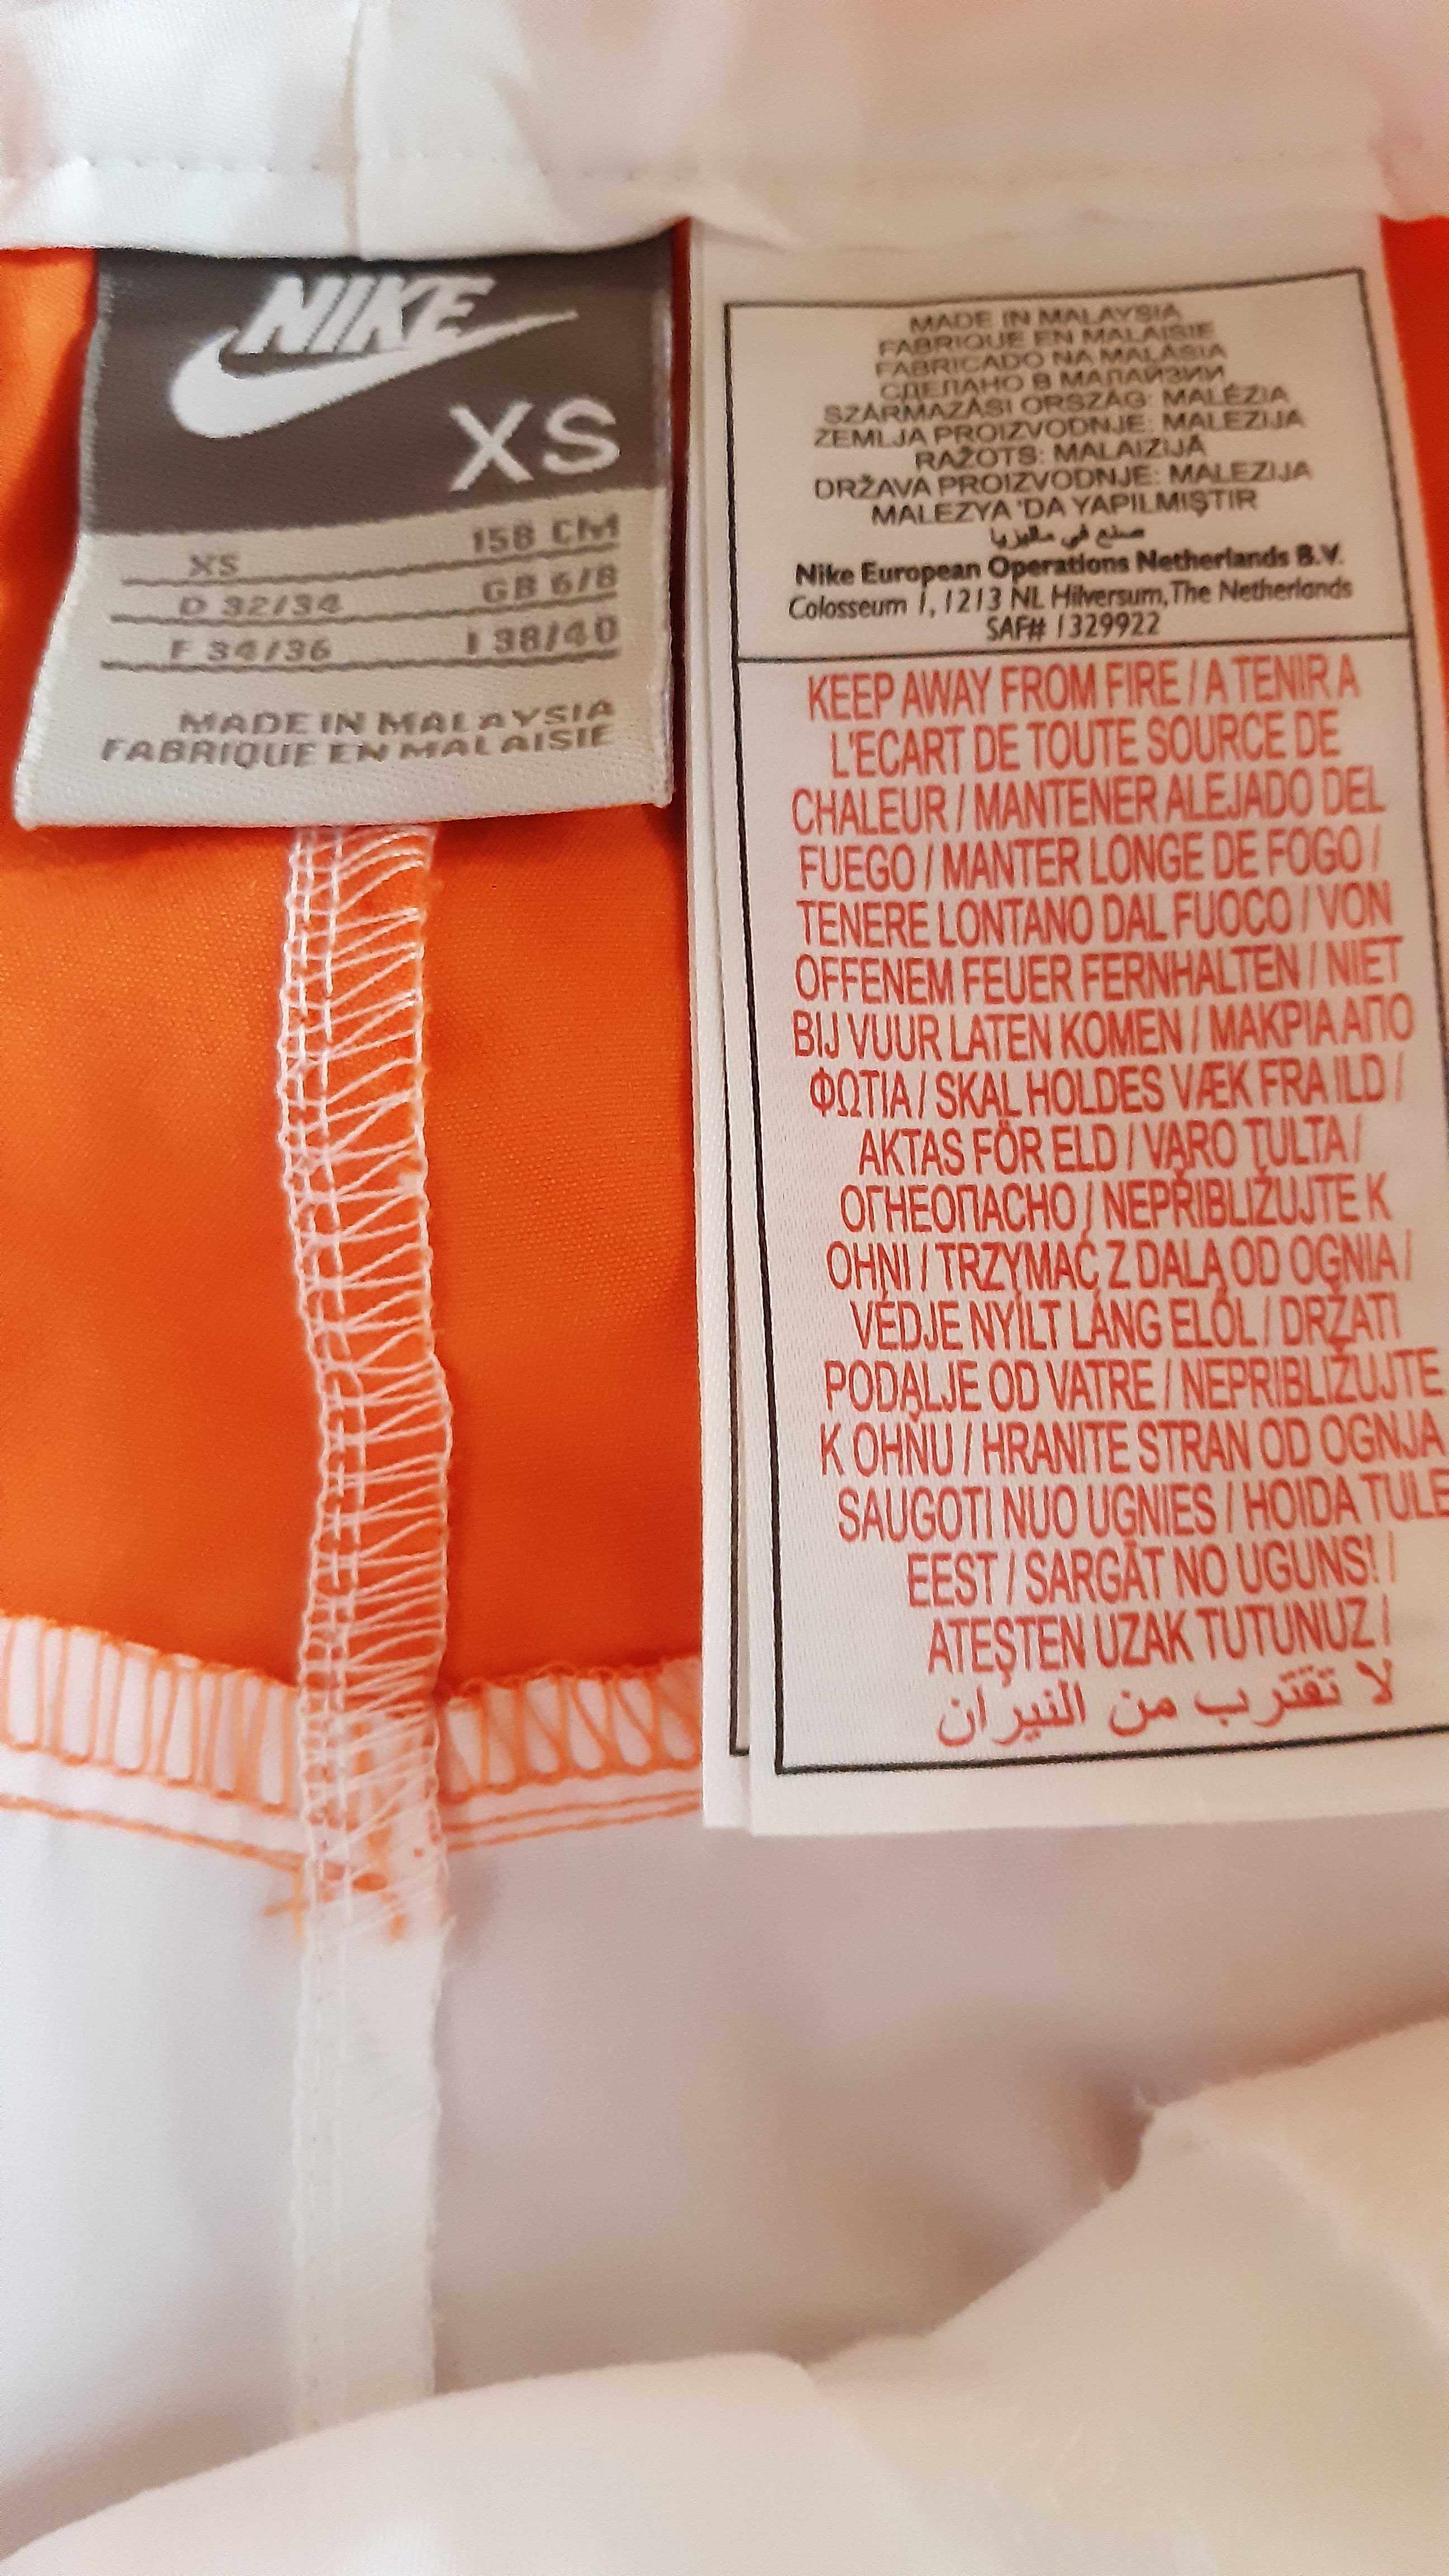 NIKE
XS
XS 158 CM
D 32/34 GB 6/8
F 34/36 I 38/40
MADE IN MALAYSIA
FABRIQUE EN MALAISIE
MADE IN MALAYSIA
FABRIQUE EN MALAISIE
FABRICADO NA MALÁSIA
СДЕЛАНО В МАЛАЙЗИИ
SZÁRMAZÁSI ORSZÁG: MALÉZIA
ZEMLJA PROIZVODNJE: MALEZIJA
RAŽOTS: MALAIZIJĀ
DRŽAVA PROIZVODNJE: MALEZIJA
MALEZYA 'DA YAPILMIŞTIR
صنع في ماليزيا
Nike European Operations Netherlands B.V.
Colosseum 1, 1213 NL Hilversum, The Netherlands
SAF# 1329922
KEEP AWAY FROM FIRE / A TENIR A
L'ECART DE TOUTE SOURCE DE
CHALEUR / MANTENER ALEJADO DEL
FUEGO / MANTER LONGE DE FOGO /
TENERE LONTANO DAL FUOCO / VON
OFFENEM FEUER FERNHALTEN / NIET
BIJ VUUR LATEN KOMEN / ΜΑΚΡΙΑ ΑΠΟ
ΦΩΤΙΑ / SKAL HOLDES VÆK FRA ILD /
AKTAS FÖR ELD / VARO TULTA /
ОГНЕОПАСНО / NEPŘIBLIŽUJTE K
OHNI / TRZYMAĆ Z DALA OD OGNIA /
VÉDJE NYÍLT LÁNG ELŐL / DRŽATI
PODALJE OD VATRE / NEPRIBLIŽUJTE
K OHŇU / HRANITE STRAN OD OGNJA
SAUGOTI NUO UGNIES / HOIDA TULE
EEST / SARGĀT NO UGUNS! /
ATEŞTEN UZAK TUTUNUZ /
لا تقترب من النيران